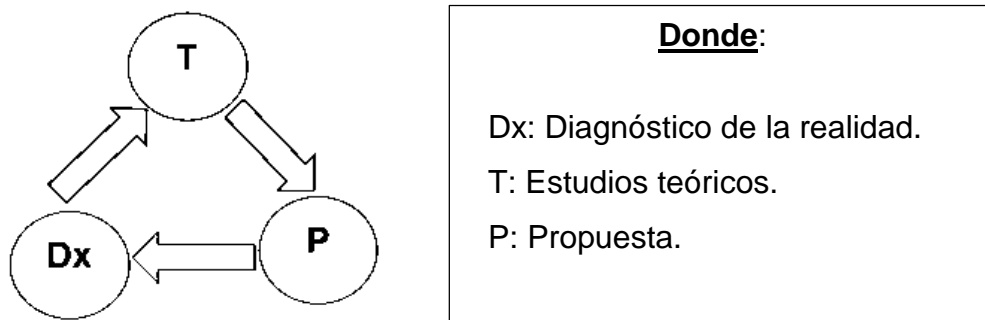 T
Dx
P
Donde:
Dx: Diagnóstico de la realidad.
T: Estudios teóricos.
P: Propuesta.